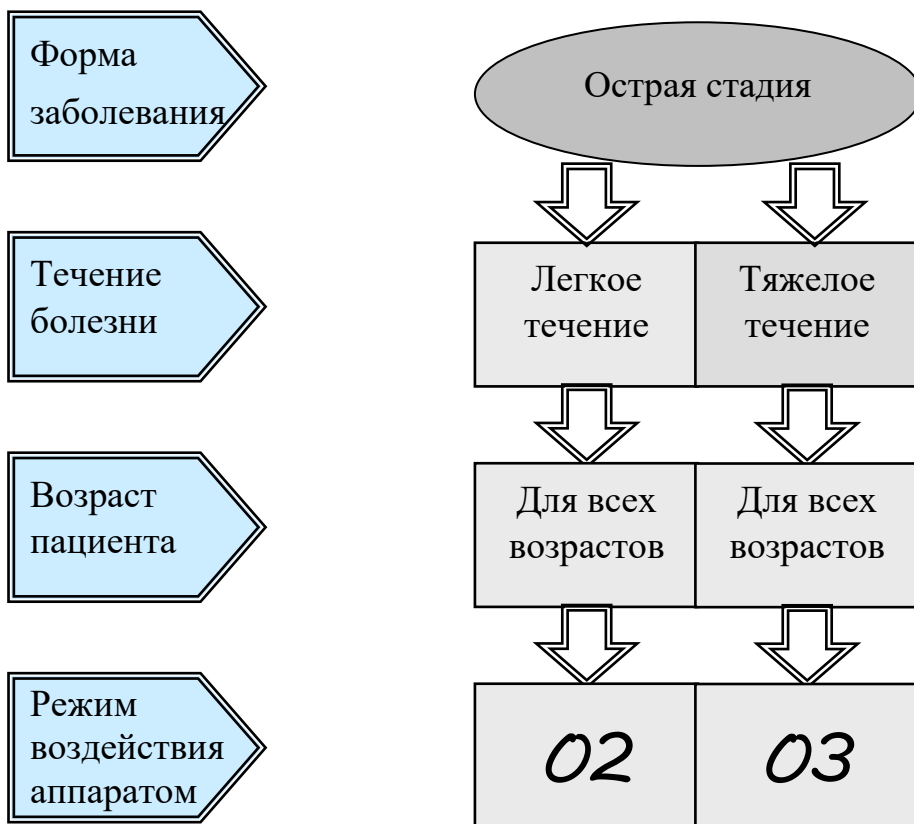 Форма
заболевания
Острая стадия
Течение
болезни
Легкое
течение
Тяжелое
течение
Возраст
пациента
Для всех
возрастов
Для всех
возрастов
Режим
воздействия
аппаратом
02
03